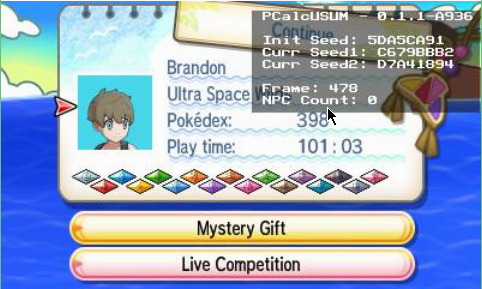 PCalcUSUM - 0.1.1-A936
Continue
Init Seed: 5DA5CA91
Curr Seed1: C679BBB2
Curr Seed2: D7A41894
Brandon
Ultra Space
Frame: 478
NPC Count: 0
Pokédex: 398
Play time: 101:03
Mystery Gift
Live Competition